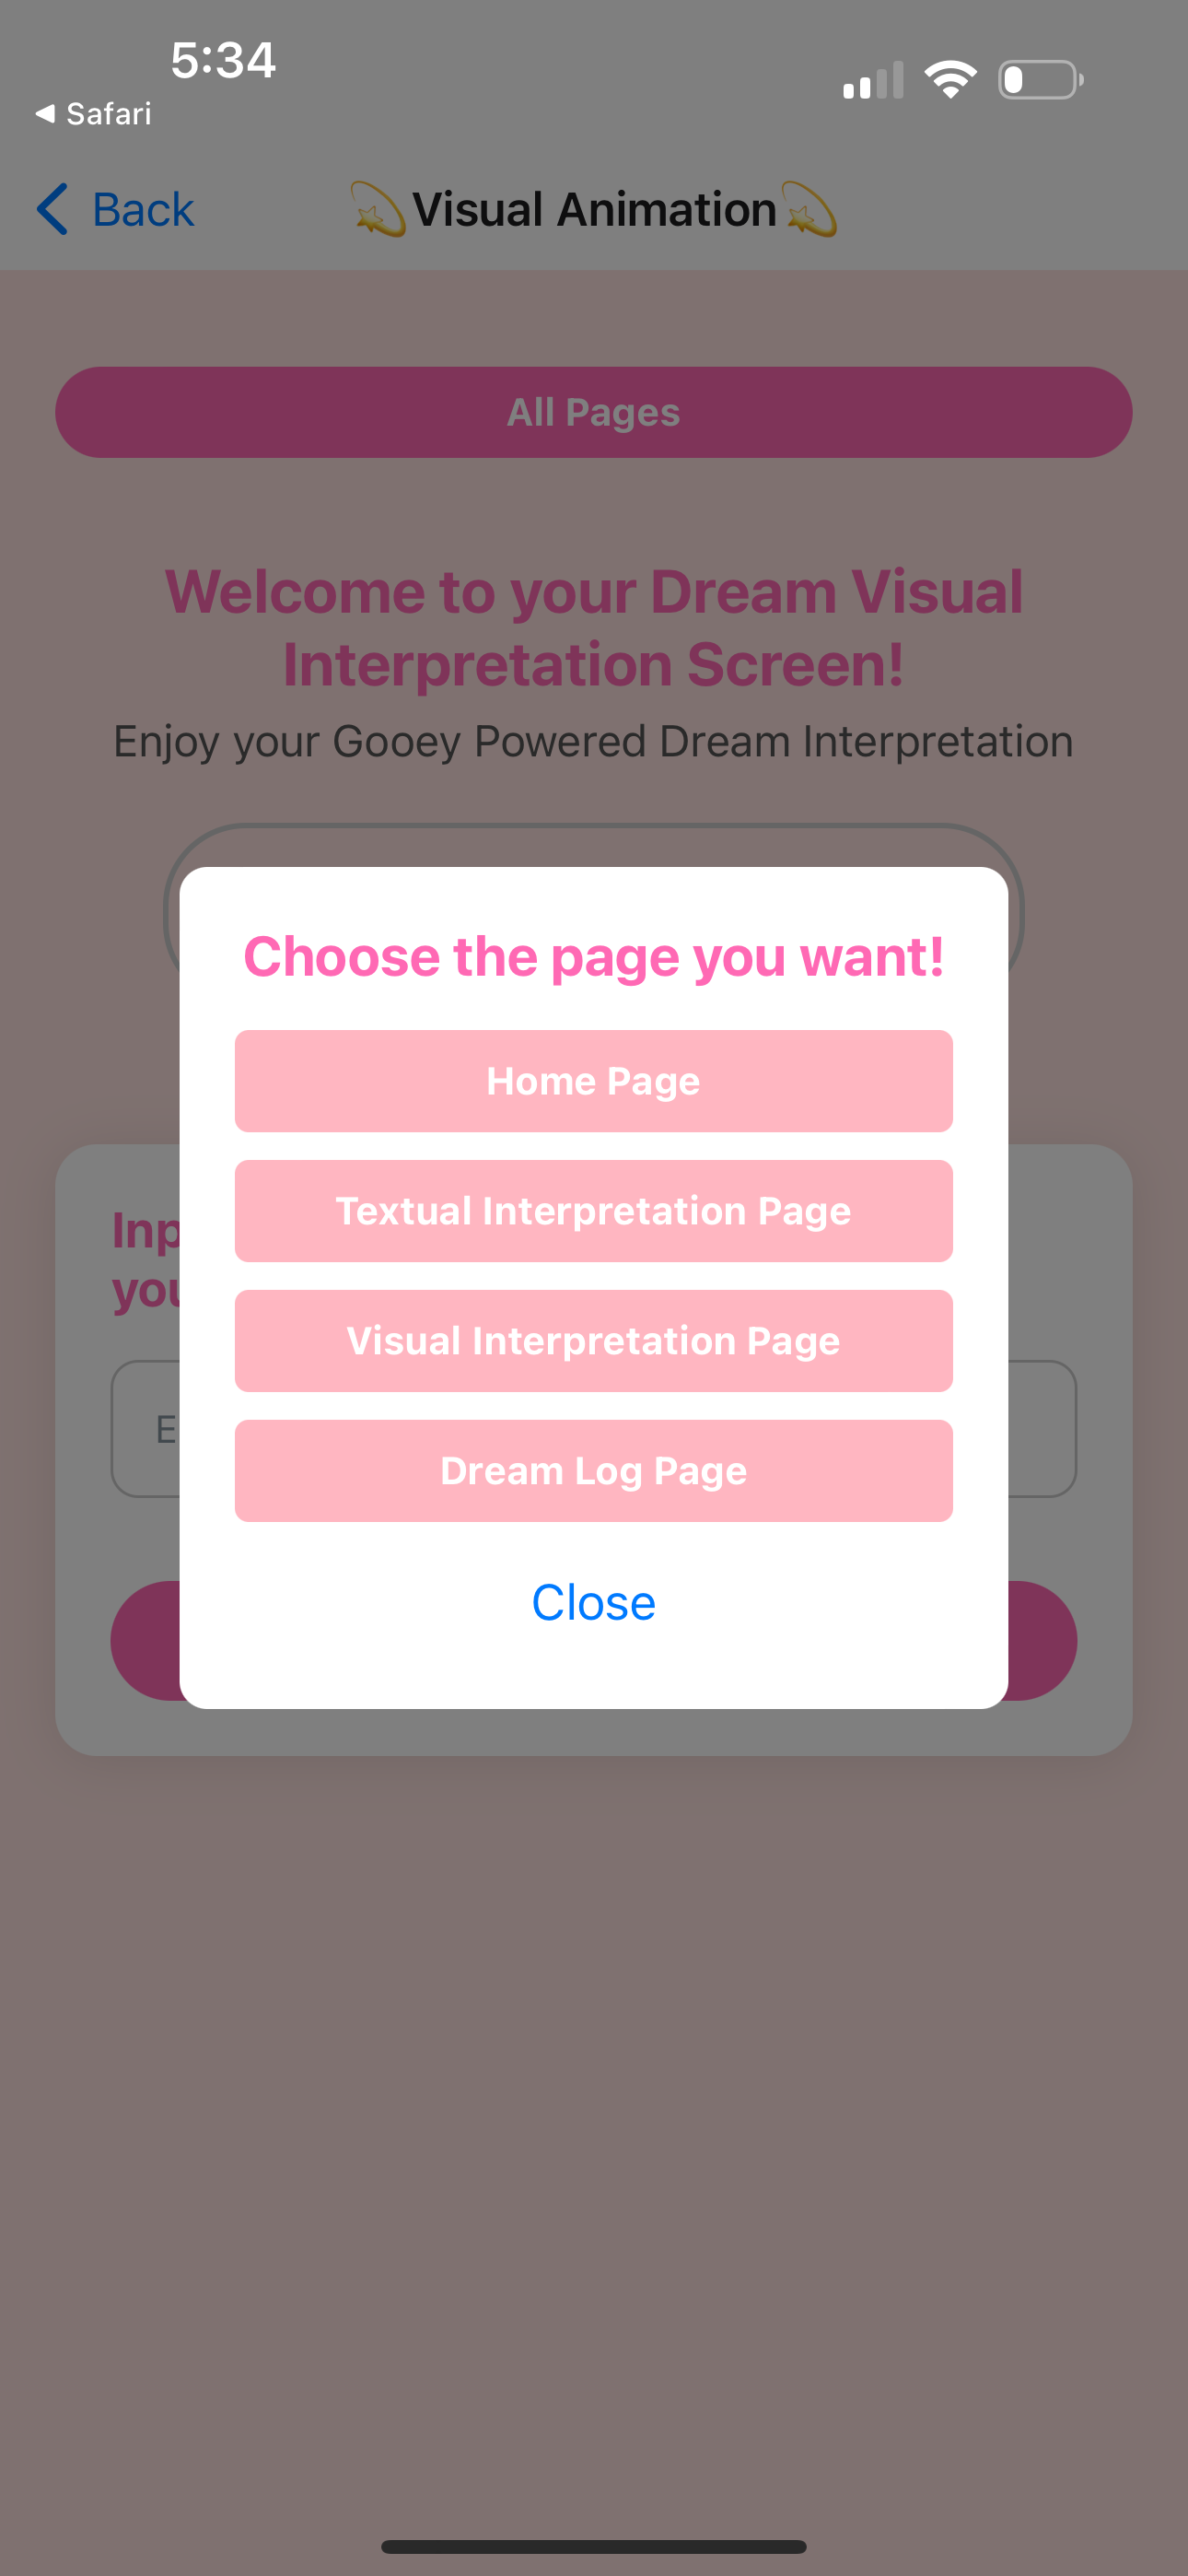 5:34
Safari
Back
💫Visual Animation💫
All Pages
Welcome to your Dream Visual
Interpretation Screen!
Enjoy your Gooey Powered Dream Interpretation
Choose the page you want!
Home Page
Textual Interpretation Page
Visual Interpretation Page
Dream Log Page
Close